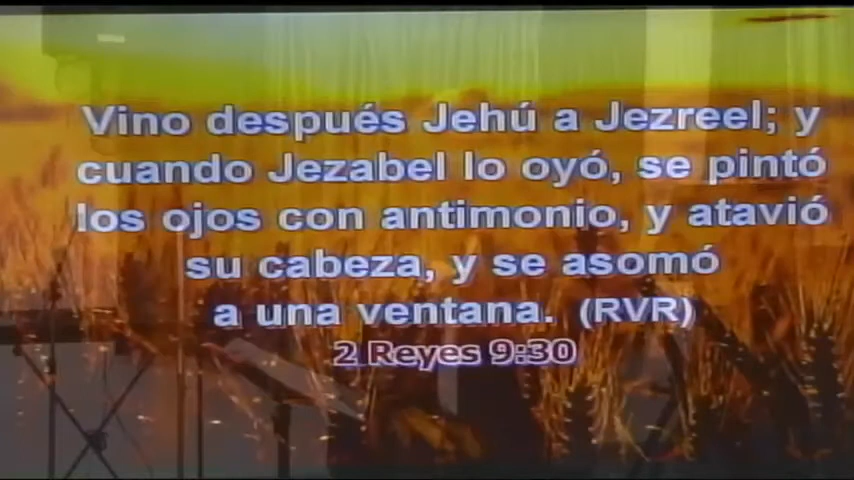 Vino después Jehú a Jezreel; y
cuando Jezabel lo oyó, se pintó
los ojos con antimonio, y atavió
su cabeza, y se asomó
a una ventana. (RVR)
2 Reyes 9:30